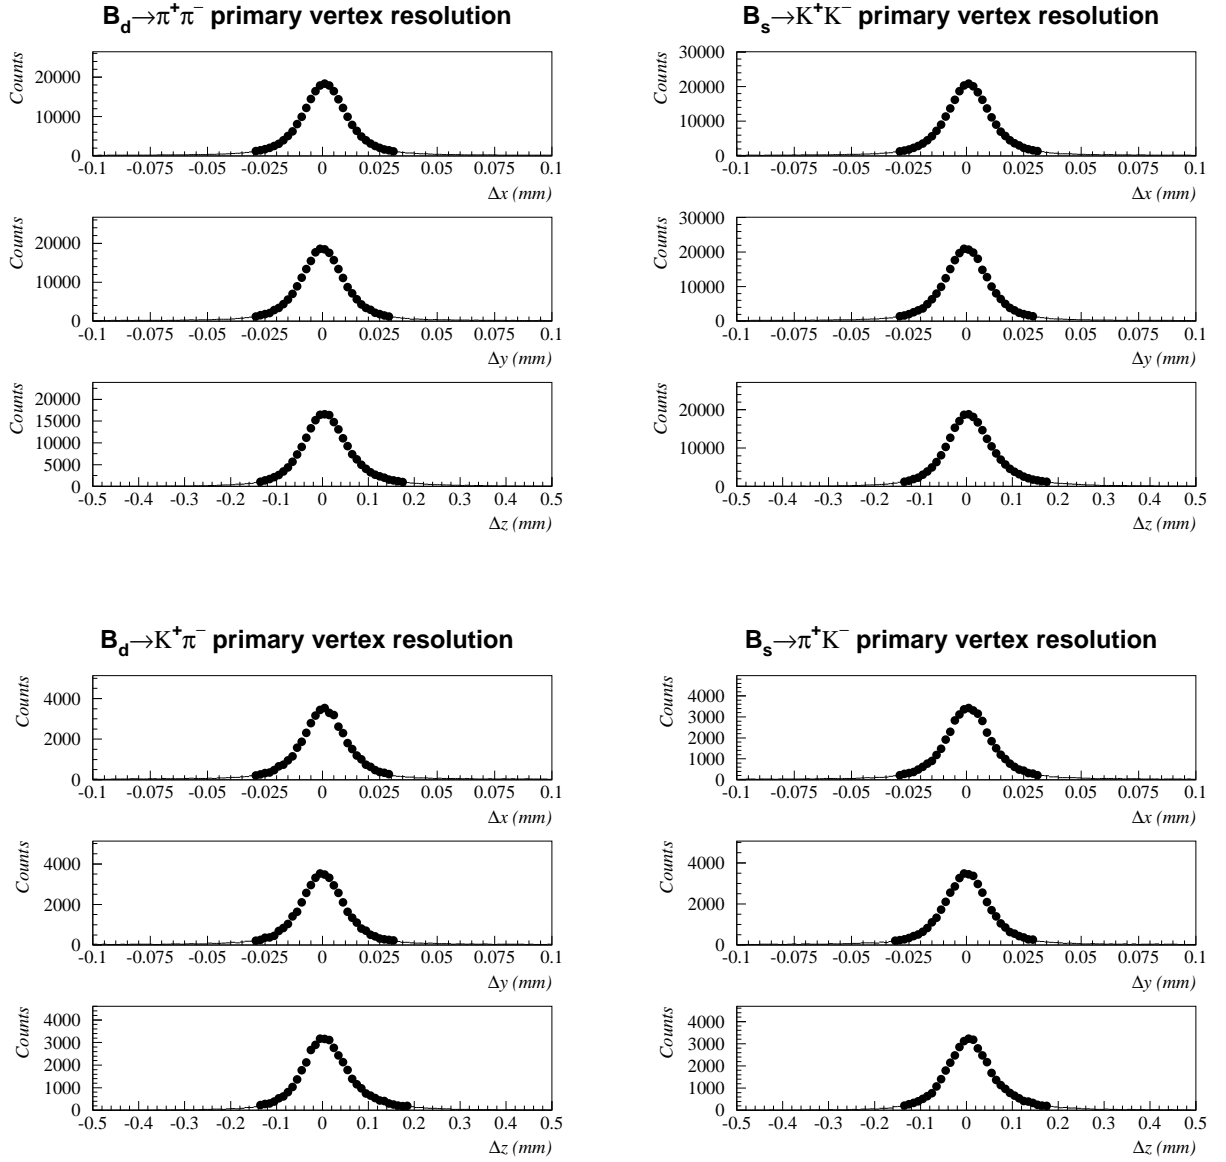 B_d→π⁺π⁻ primary vertex resolution
Counts
20000
10000
0
-0.1 -0.075 -0.05 -0.025 0 0.025 0.05 0.075 0.1
Δx (mm)
Counts
20000
10000
0
-0.1 -0.075 -0.05 -0.025 0 0.025 0.05 0.075 0.1
Δy (mm)
Counts
20000
15000
10000
5000
0
-0.5 -0.4 -0.3 -0.2 -0.1 0 0.1 0.2 0.3 0.4 0.5
Δz (mm)
B_s→K⁺K⁻ primary vertex resolution
Counts
30000
20000
10000
0
-0.1 -0.075 -0.05 -0.025 0 0.025 0.05 0.075 0.1
Δx (mm)
Counts
30000
20000
10000
0
-0.1 -0.075 -0.05 -0.025 0 0.025 0.05 0.075 0.1
Δy (mm)
Counts
20000
10000
0
-0.5 -0.4 -0.3 -0.2 -0.1 0 0.1 0.2 0.3 0.4 0.5
Δz (mm)
B_d→K⁺π⁻ primary vertex resolution
Counts
4000
2000
0
-0.1 -0.075 -0.05 -0.025 0 0.025 0.05 0.075 0.1
Δx (mm)
Counts
4000
2000
0
-0.1 -0.075 -0.05 -0.025 0 0.025 0.05 0.075 0.1
Δy (mm)
Counts
4000
3000
2000
1000
0
-0.5 -0.4 -0.3 -0.2 -0.1 0 0.1 0.2 0.3 0.4 0.5
Δz (mm)
B_s→π⁺K⁻ primary vertex resolution
Counts
4000
3000
2000
1000
0
-0.1 -0.075 -0.05 -0.025 0 0.025 0.05 0.075 0.1
Δx (mm)
Counts
4000
2000
0
-0.1 -0.075 -0.05 -0.025 0 0.025 0.05 0.075 0.1
Δy (mm)
Counts
4000
3000
2000
1000
0
-0.5 -0.4 -0.3 -0.2 -0.1 0 0.1 0.2 0.3 0.4 0.5
Δz (mm)